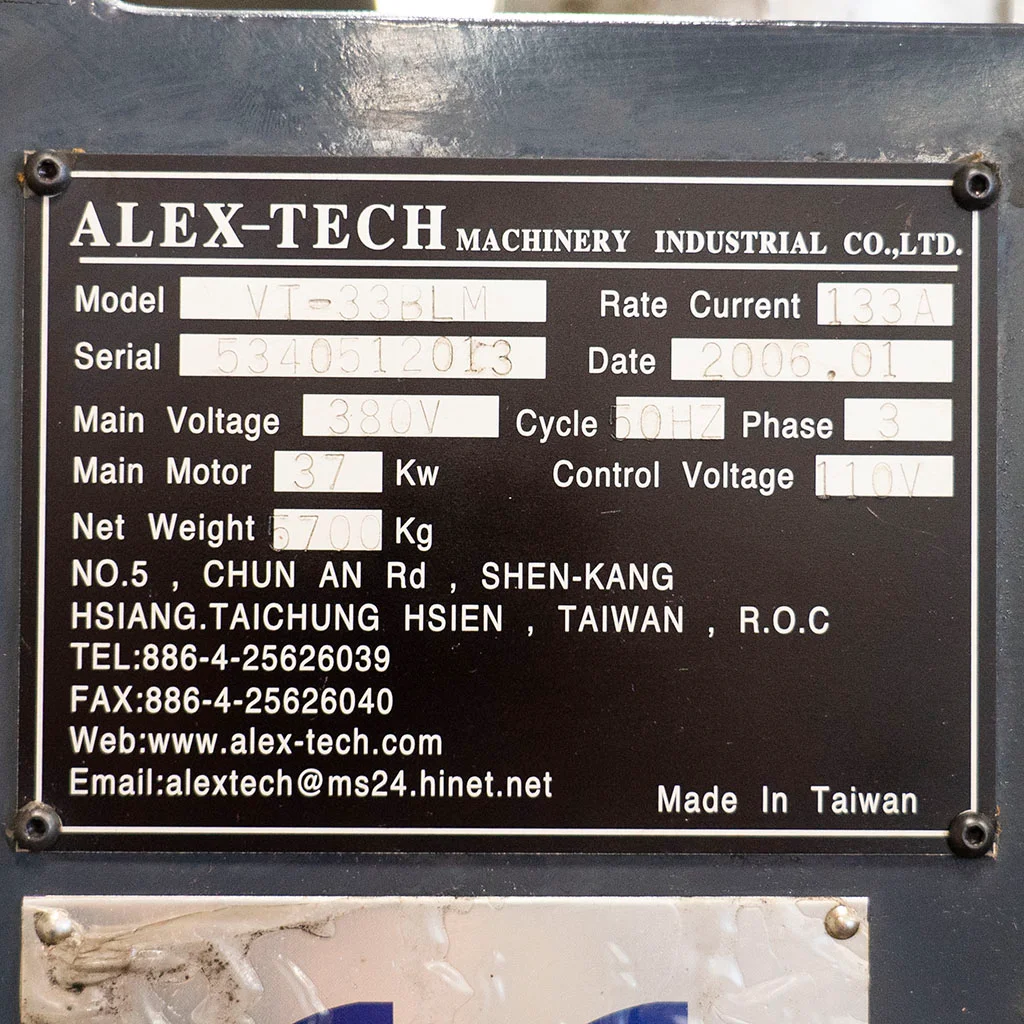 ALEX-TECH MACHINERY INDUSTRIAL CO.,LTD.
Model VT-33BLM Rate Current 133A
Serial 5340512013 Date 2006.01
Main Voltage 380V Cycle 50HZ Phase 3
Main Motor 37 Kw Control Voltage 110V
Net Weight 5700 Kg
NO.5 , CHUN AN Rd , SHEN-KANG
HSIANG.TAICHUNG HSIEN , TAIWAN , R.O.C
TEL:886-4-25626039
FAX:886-4-25626040
Web:www.alex-tech.com
Email:alextech@ms24.hinet.net
Made In Taiwan